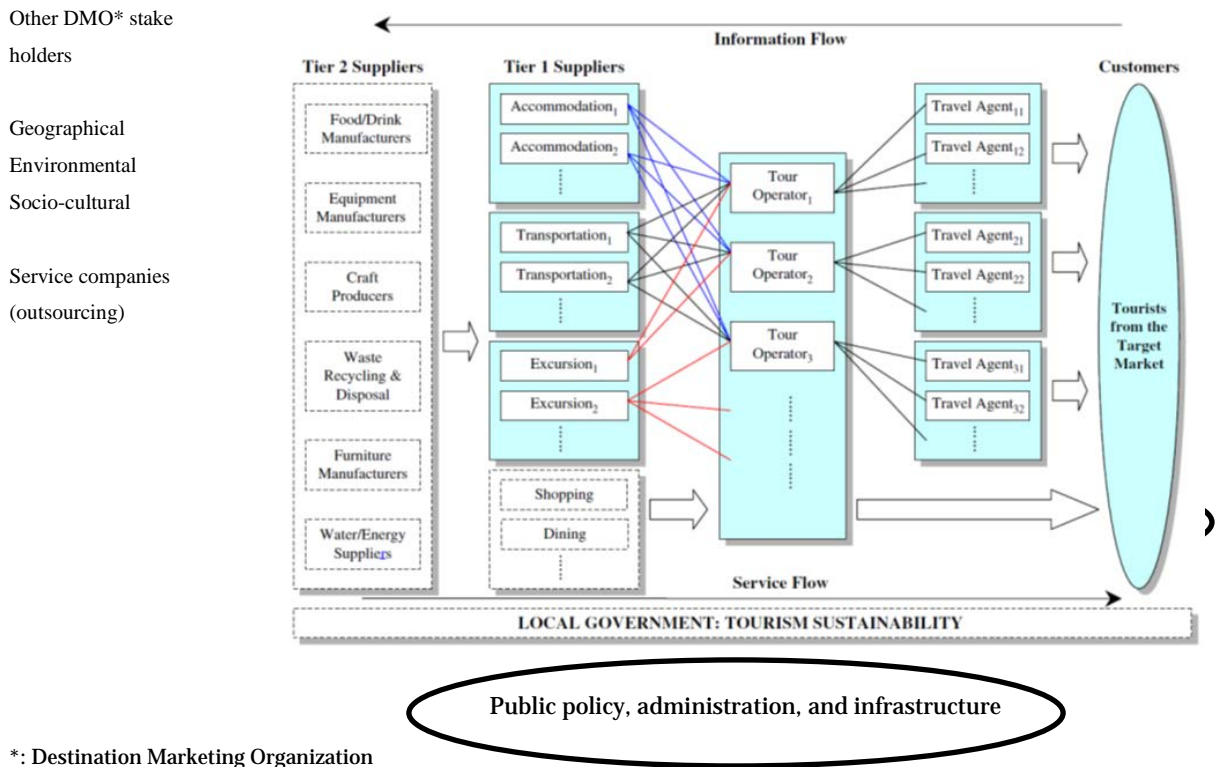 Other DMO* stake
holders
Geographical
Environmental
Socio-cultural
Service companies
(outsourcing)
Information Flow
Tier 2 Suppliers
Food/Drink
Manufacturers
Equipment
Manufacturers
Craft
Producers
Waste
Recycling &
Disposal
Furniture
Manufacturers
Water/Energy
Suppliers
Tier 1 Suppliers
Accommodation1
Accommodation2
Transportation1
Transportation2
Excursion1
Excursion2
Shopping
Dining
Tour
Operator1
Tour
Operator2
Tour
Operator3
Travel Agent11
Travel Agent12
Travel Agent21
Travel Agent22
Travel Agent31
Travel Agent32
Customers
Tourists
from the
Target
Market
Service Flow
LOCAL GOVERNMENT: TOURISM SUSTAINABILITY
Public policy, administration, and infrastructure
*: Destination Marketing Organization